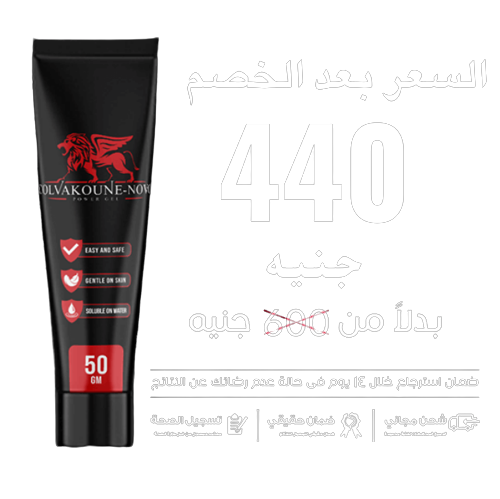 السعر بعد الخصم
440
جنيه
بدلاً من 600 جنيه
ضمان استرجاع خلال ١٤ يوم فى حالة عدم رضائك عن النتائج
شحن مجاني
ضمان حقيقي
تسجيل الصحة
COLVAKOUNE-NOVO
POWER GEL
EASY AND SAFE
GENTLE ON SKIN
SOLUBLE ON WATER
50
GM